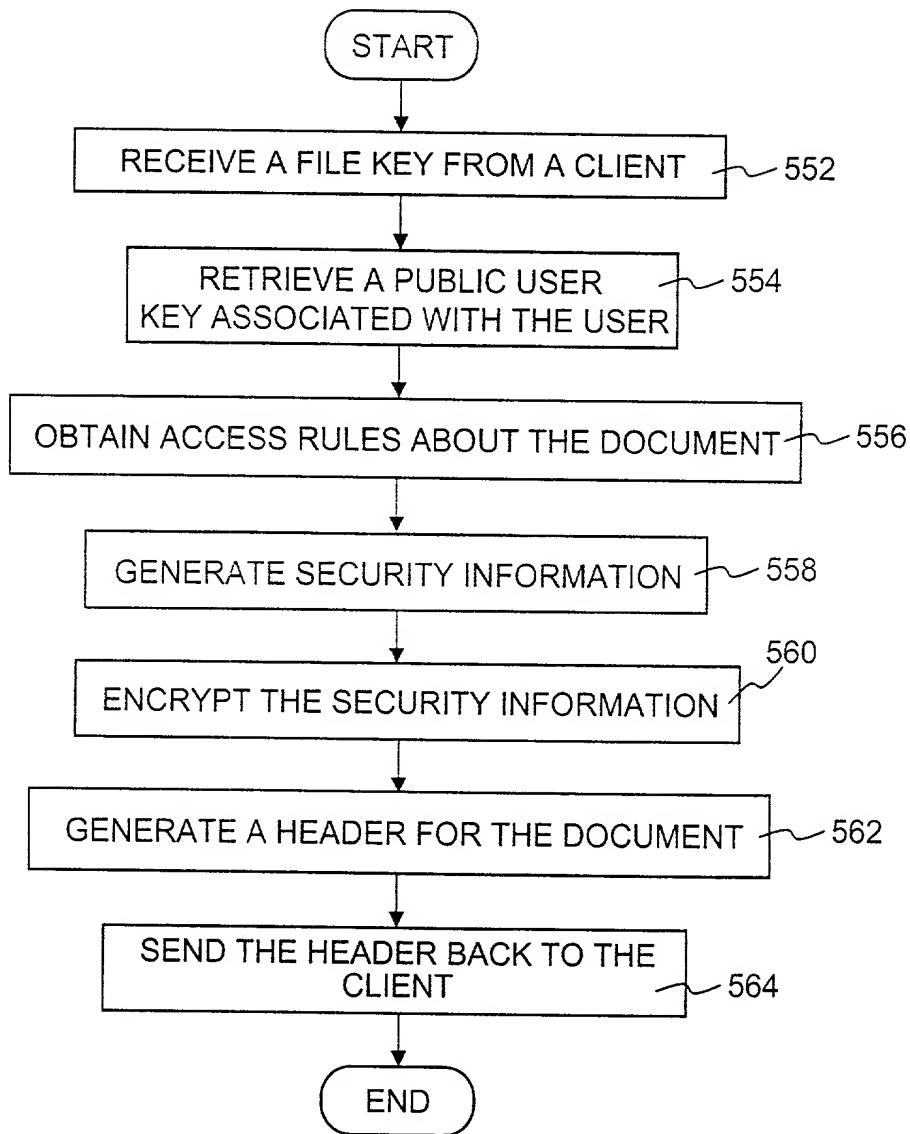 START
RECEIVE A FILE KEY FROM A CLIENT
552
RETRIEVE A PUBLIC USER
KEY ASSOCIATED WITH THE USER
554
OBTAIN ACCESS RULES ABOUT THE DOCUMENT
556
GENERATE SECURITY INFORMATION
558
ENCRYPT THE SECURITY INFORMATION
560
GENERATE A HEADER FOR THE DOCUMENT
562
SEND THE HEADER BACK TO THE
CLIENT
564
END